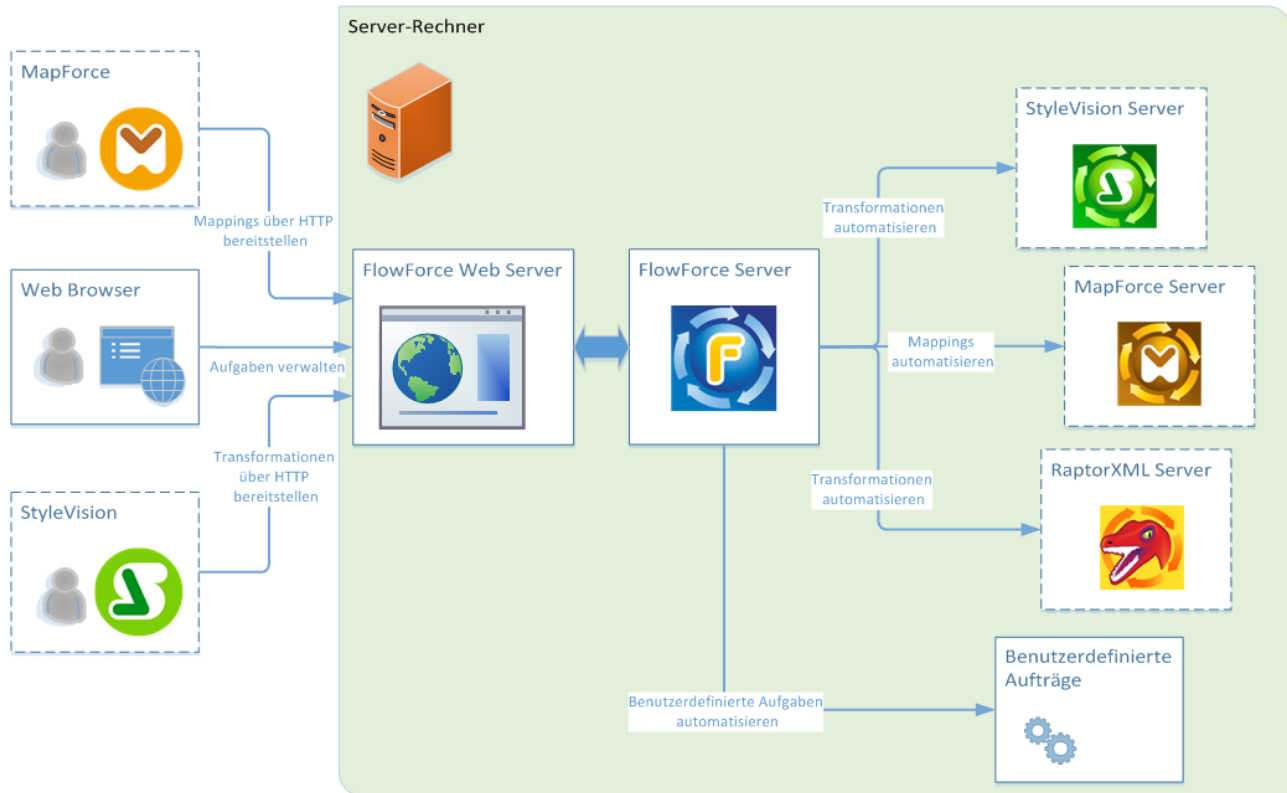 Server-Rechner
MapForce
Mappings über HTTP
bereitstellen
Web Browser
Aufgaben verwalten
StyleVision
Transformationen
über HTTP
bereitstellen
FlowForce Web Server
FlowForce Server
Transformationen
automatisieren
StyleVision Server
Mappings
automatisieren
MapForce Server
Transformationen
automatisieren
RaptorXML Server
Benutzerdefinierte Aufgaben
automatisieren
Benutzerdefinierte
Aufträge